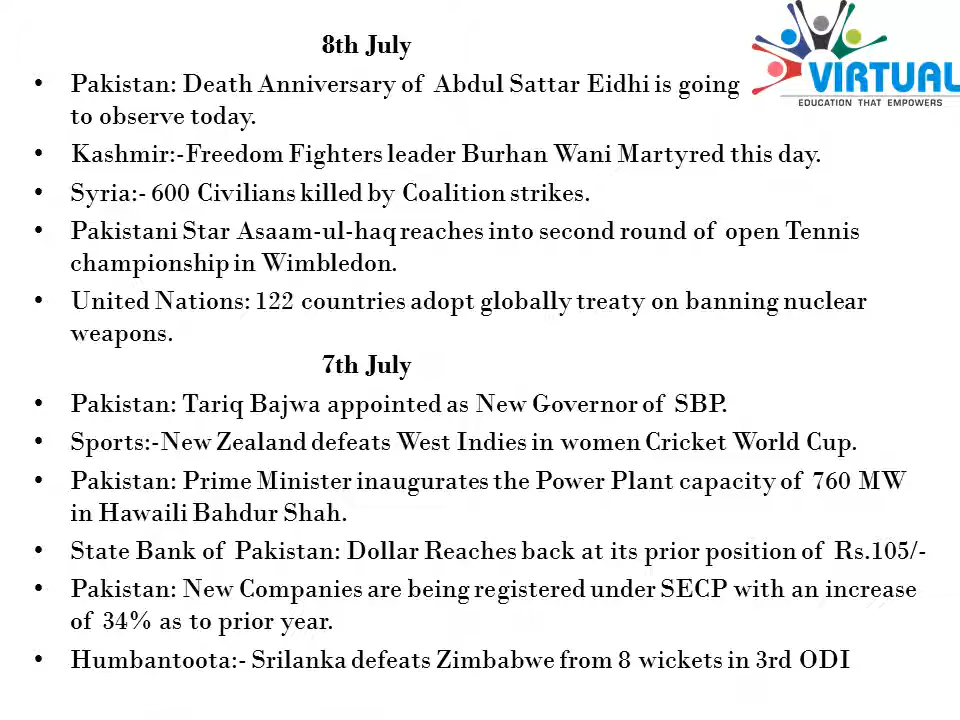 8th July
VIRTUAL
EDUCATION THAT EMPOWERS
• Pakistan: Death Anniversary of Abdul Sattar Eidhi is going
to observe today.
• Kashmir:-Freedom Fighters leader Burhan Wani Martyred this day.
• Syria:- 600 Civilians killed by Coalition strikes.
• Pakistani Star Asaam-ul-haq reaches into second round of open Tennis
championship in Wimbledon.
• United Nations: 122 countries adopt globally treaty on banning nuclear
weapons.
7th July
• Pakistan: Tariq Bajwa appointed as New Governor of SBP.
• Sports:-New Zealand defeats West Indies in women Cricket World Cup.
• Pakistan: Prime Minister inaugurates the Power Plant capacity of 760 MW
in Hawaili Bahdur Shah.
• State Bank of Pakistan: Dollar Reaches back at its prior position of Rs.105/-
• Pakistan: New Companies are being registered under SECP with an increase
of 34% as to prior year.
• Humbantoota:- Srilanka defeats Zimbabwe from 8 wickets in 3rd ODI